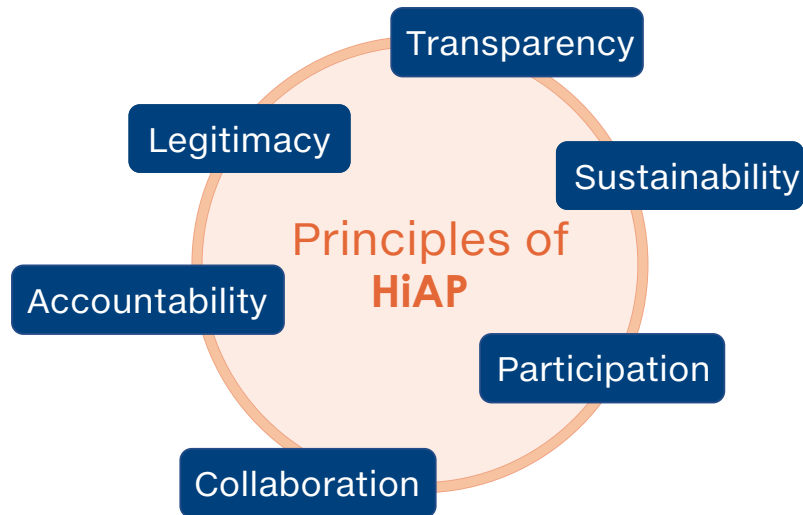 Transparency
Legitimacy
Sustainability
Principles of
HiAP
Accountability
Participation
Collaboration